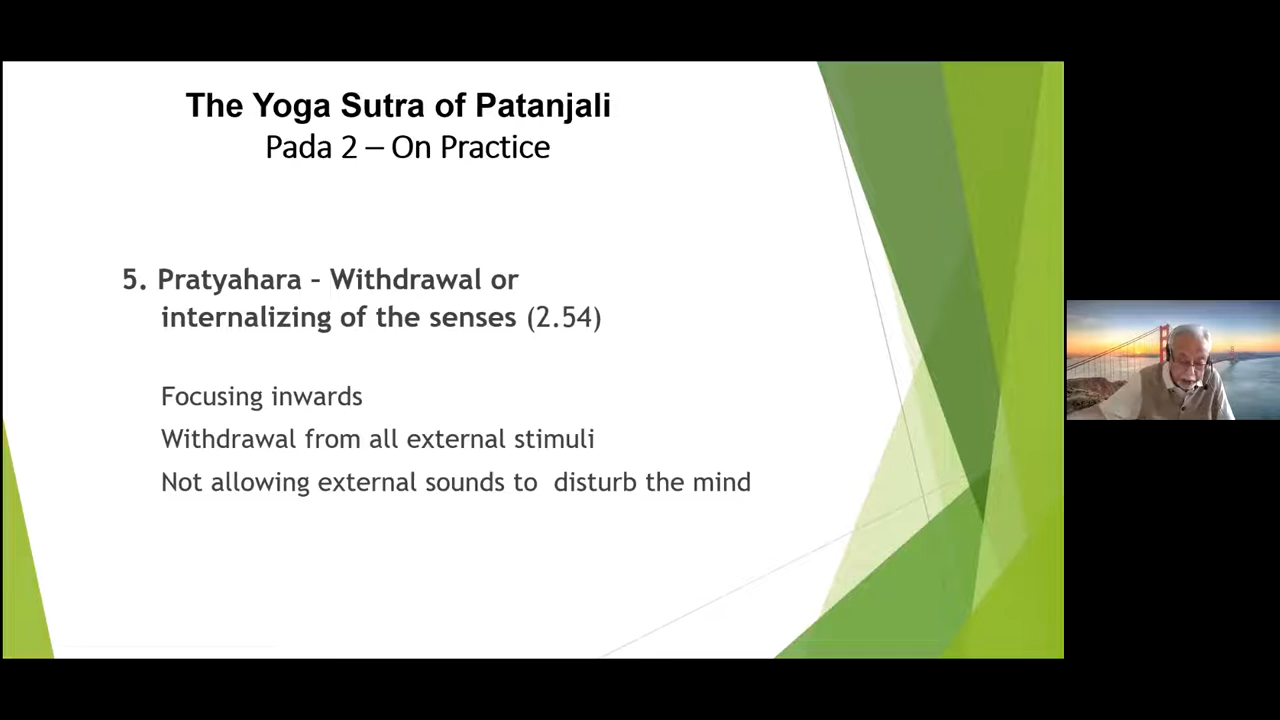 The Yoga Sutra of Patanjali
Pada 2 – On Practice
5. Pratyahara – Withdrawal or
internalizing of the senses (2.54)
Focusing inwards
Withdrawal from all external stimuli
Not allowing external sounds to  disturb the mind